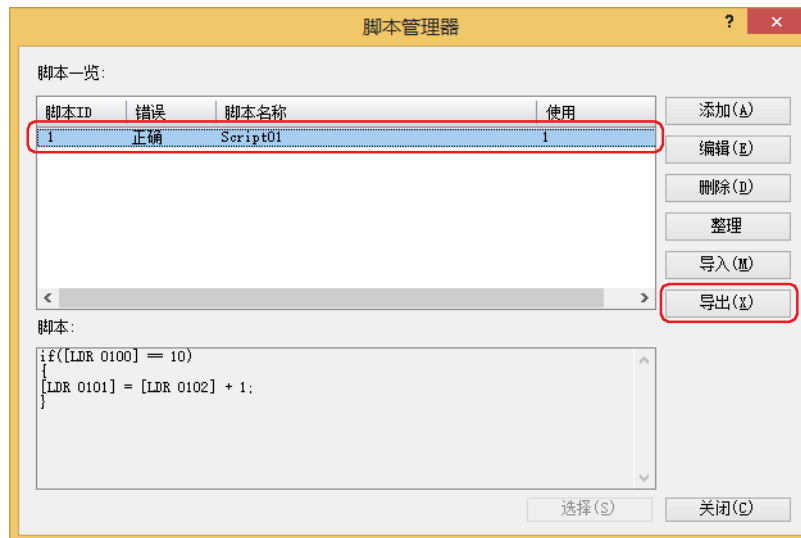 脚本管理器 ? ×
脚本一览:
脚本ID 错误 脚本名称 使用
1 正确 Script01 1
添加(A)
编辑(E)
删除(D)
整理
导入(M)
导出(X)
脚本:
if([LDR 0100] == 10)
{
[LDR 0101] = [LDR 0102] + 1;
}
选择(S) 关闭(C)